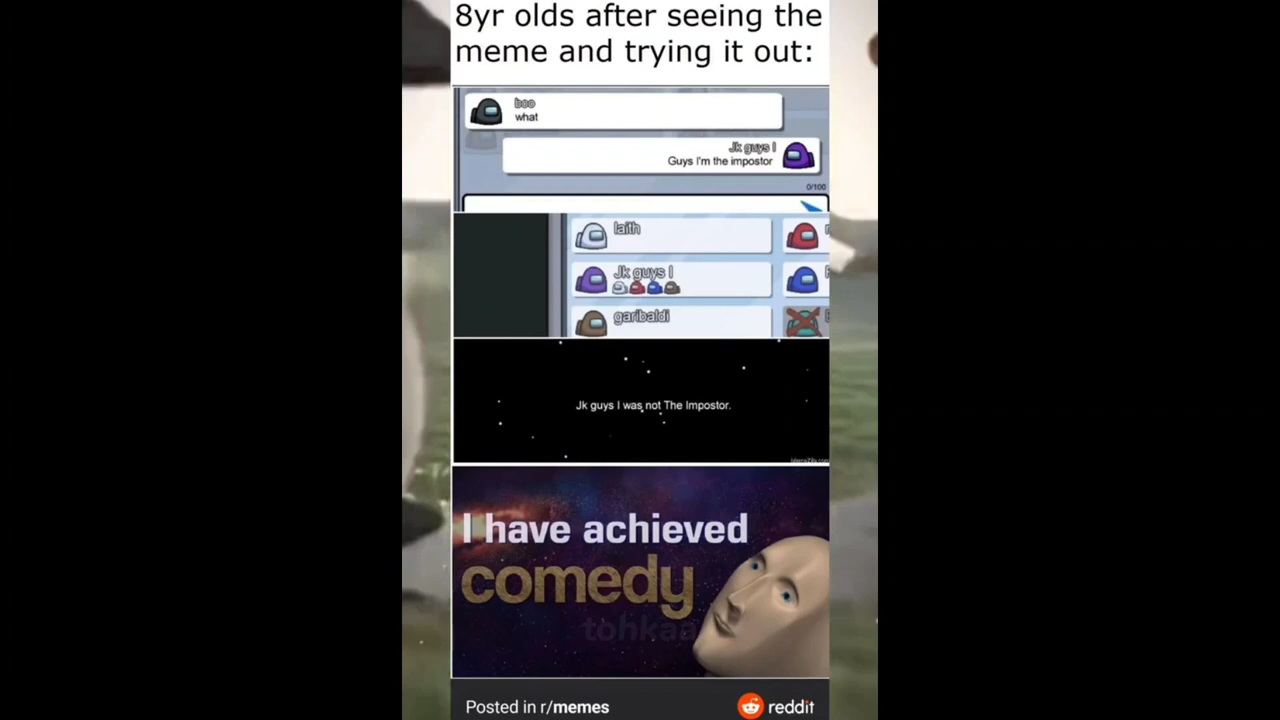 8yr olds after seeing the
meme and trying it out:
boo
what
Jk guys I
Guys I'm the impostor
0/100
laith
Jk guys I
garibaldi
Jk guys I was not The Impostor.
I have achieved
comedy
Posted in r/memes
reddit